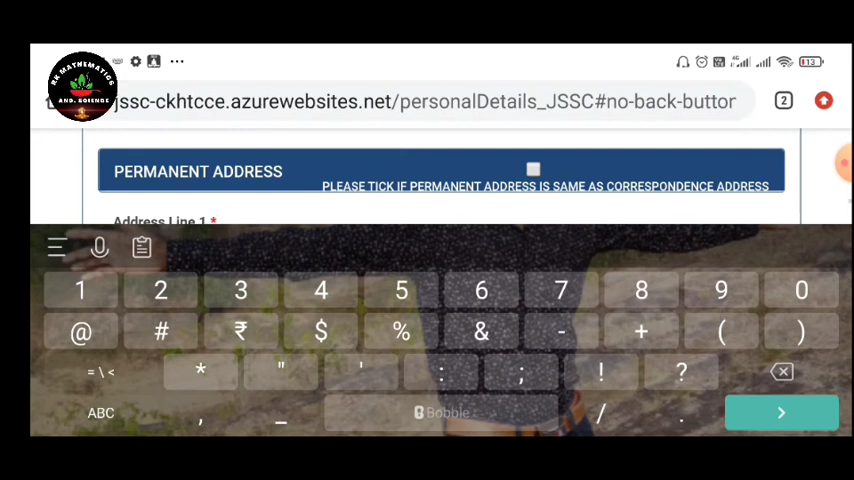 RK MATHEMATICS
AND. SCIENCE
4G
13
jssc-ckhtcce.azurewebsites.net/personalDetails_JSSC#no-back-buttor
2
PERMANENT ADDRESS
PLEASE TICK IF PERMANENT ADDRESS IS SAME AS CORRESPONDENCE ADDRESS
Address Line 1 *
1 2 3 4 5 6 7 8 9 0
@ # ₹ $ % & - + ( )
= \ < * " ' : ; ! ?
ABC , _ Bobble / . >